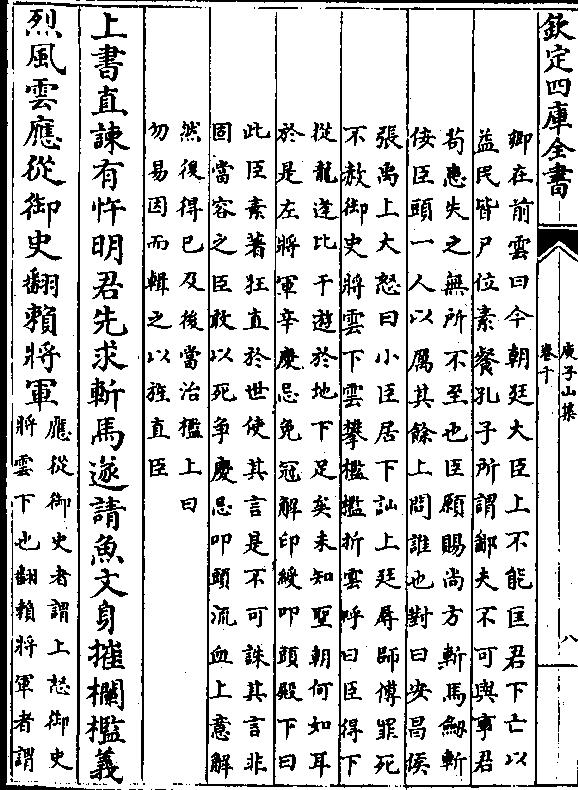 欽定四庫全書
庾子山集
卷十
八
卿在前雲曰今朝廷大臣上不能匡君下亡以
益民皆尸位素餐孔子所謂鄙夫不可與事君
茍患失之無所不至也臣願賜尚方斬馬劍斬
佞臣頭一人以厲其餘上問誰也對曰安昌侯
張禹上大怒曰小臣居下訕上廷辱師傅罪死
不赦御史將雲下雲攀檻檻折雲呼曰臣得下
從龍逄比干遊於地下足矣未知聖朝何如耳
於是左將軍辛慶忌免冠解印綬叩頭殿下曰
此臣素著狂直於世使其言是不可誅其言非
固當容之臣敢以死爭慶忌叩頭流血上意解
然後得已及後當治檻上曰
勿易因而輯之以旌直臣
上書直諫有忤明君先求斬馬遂請魚文身摧欄檻義
烈風雲應從御史翻賴將軍
應從御史者謂上怒御史
將雲下也翻賴將軍者謂